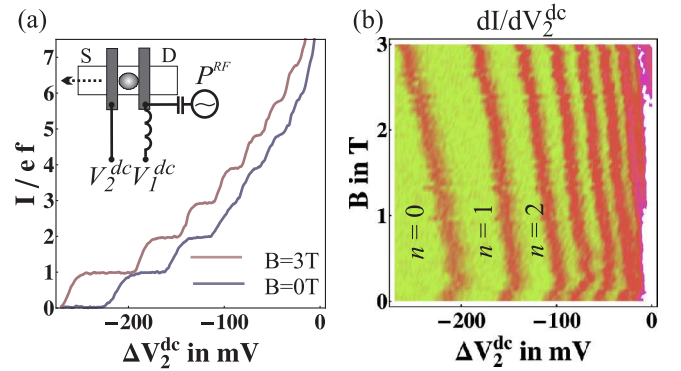 (a)
S D
P^RF
V_2^dc V_1^dc
I / e f
7
6
5
4
3
2
1
0
B=3T
B=0T
−200 −100 0
ΔV_2^dc in mV
(b)
dI/dV_2^dc
B in T
3
2
1
0
n = 0
n = 1
n = 2
−200 −100 0
ΔV_2^dc in mV